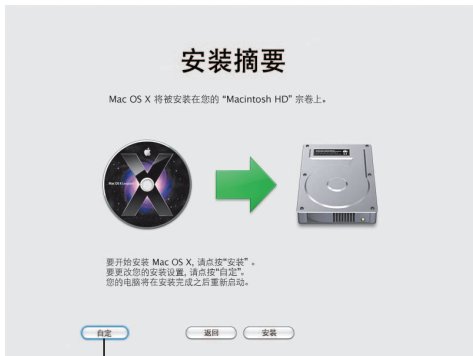 安装摘要
Mac OS X 将被安装在您的 “Macintosh HD” 宗卷上。
要开始安装 Mac OS X, 请点按“安装”。
要更改您的安装设置, 请点按“自定”。
您的电脑将在安装完成之后重新启动。
自定
返回
安装